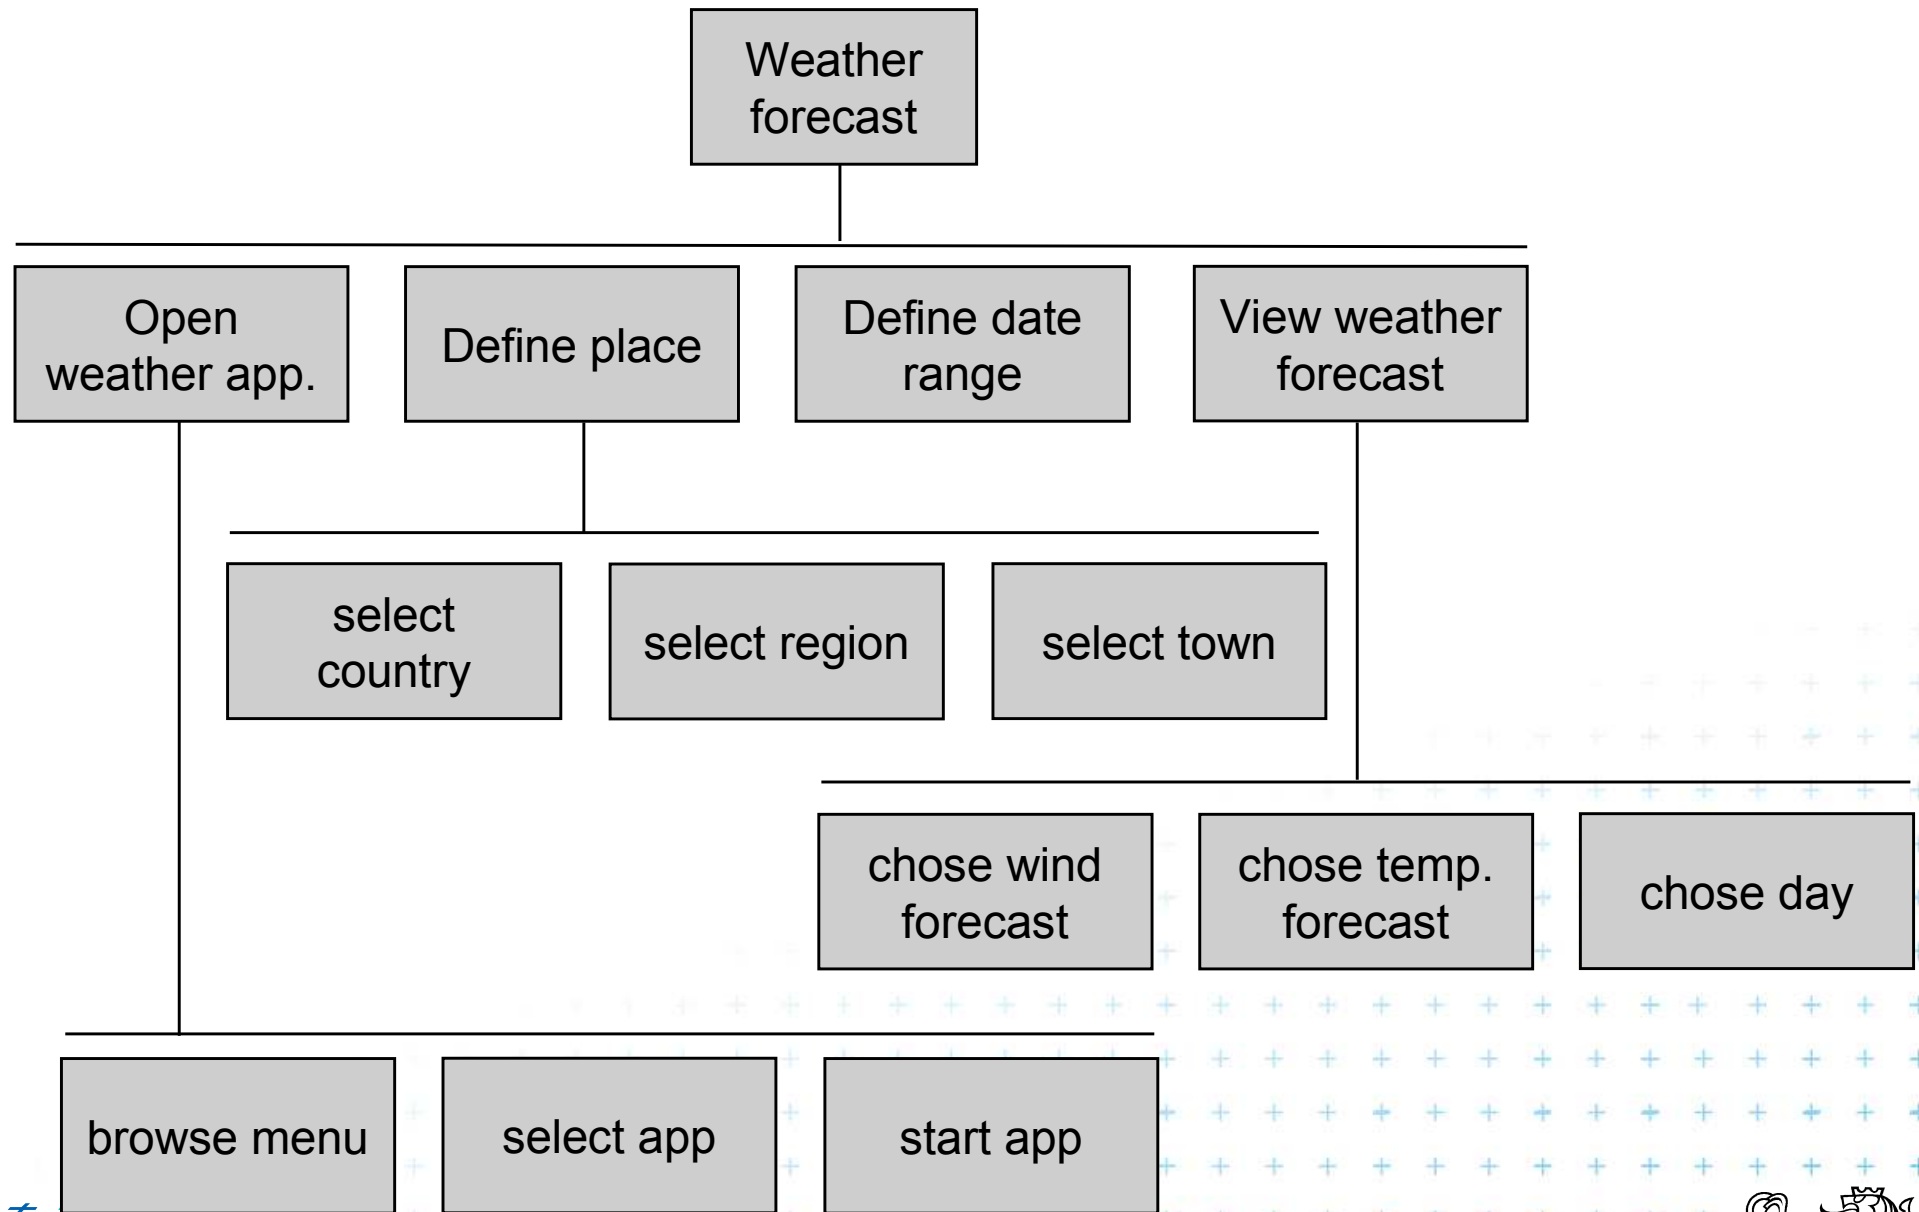 Weather
forecast
Open
weather app.
Define place
Define date
range
View weather
forecast
select
country
select region
select town
chose wind
forecast
chose temp.
forecast
chose day
browse menu
select app
start app